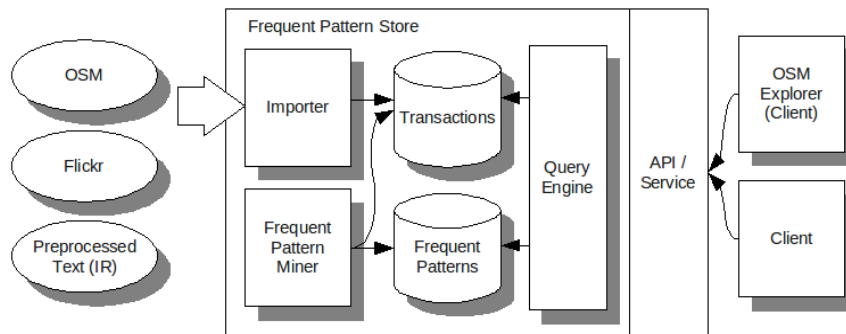 Frequent Pattern Store
OSM
Flickr
Preprocessed
Text (IR)
Importer
Frequent
Pattern
Miner
Transactions
Frequent
Patterns
Query
Engine
API /
Service
OSM
Explorer
(Client)
Client